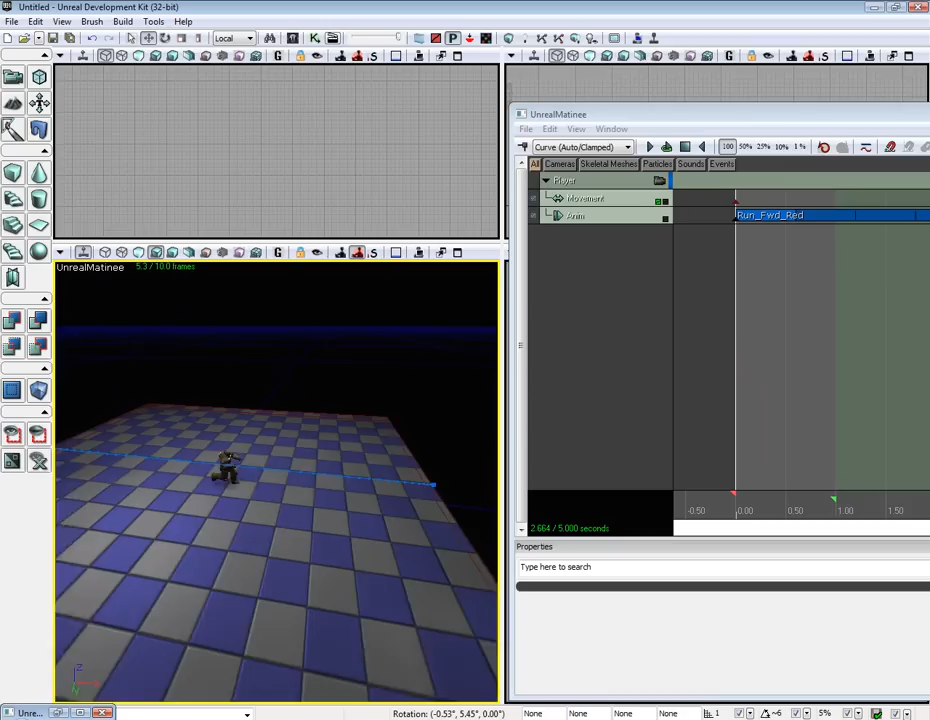 Untitled - Unreal Development Kit (32-bit)
File Edit View Brush Build Tools Help
Local
G S
G
UnrealMatinee
File Edit View Window
Curve (Auto/Clamped) 100 50% 25% 10% 1 %
All Cameras Skeletal Meshes Particles Sounds Events
Player
Movement
Anim Run_Fwd_Red
G S
UnrealMatinee 5.3 / 10.0 frames
-0.50 0.00 0.50 1.00 1.50
2.664 / 5.000 seconds
Properties
Type here to search
Z
Unre...
Rotation: (-0.53°, 5.45°, 0.00°) None None None None 1 ~6 5%